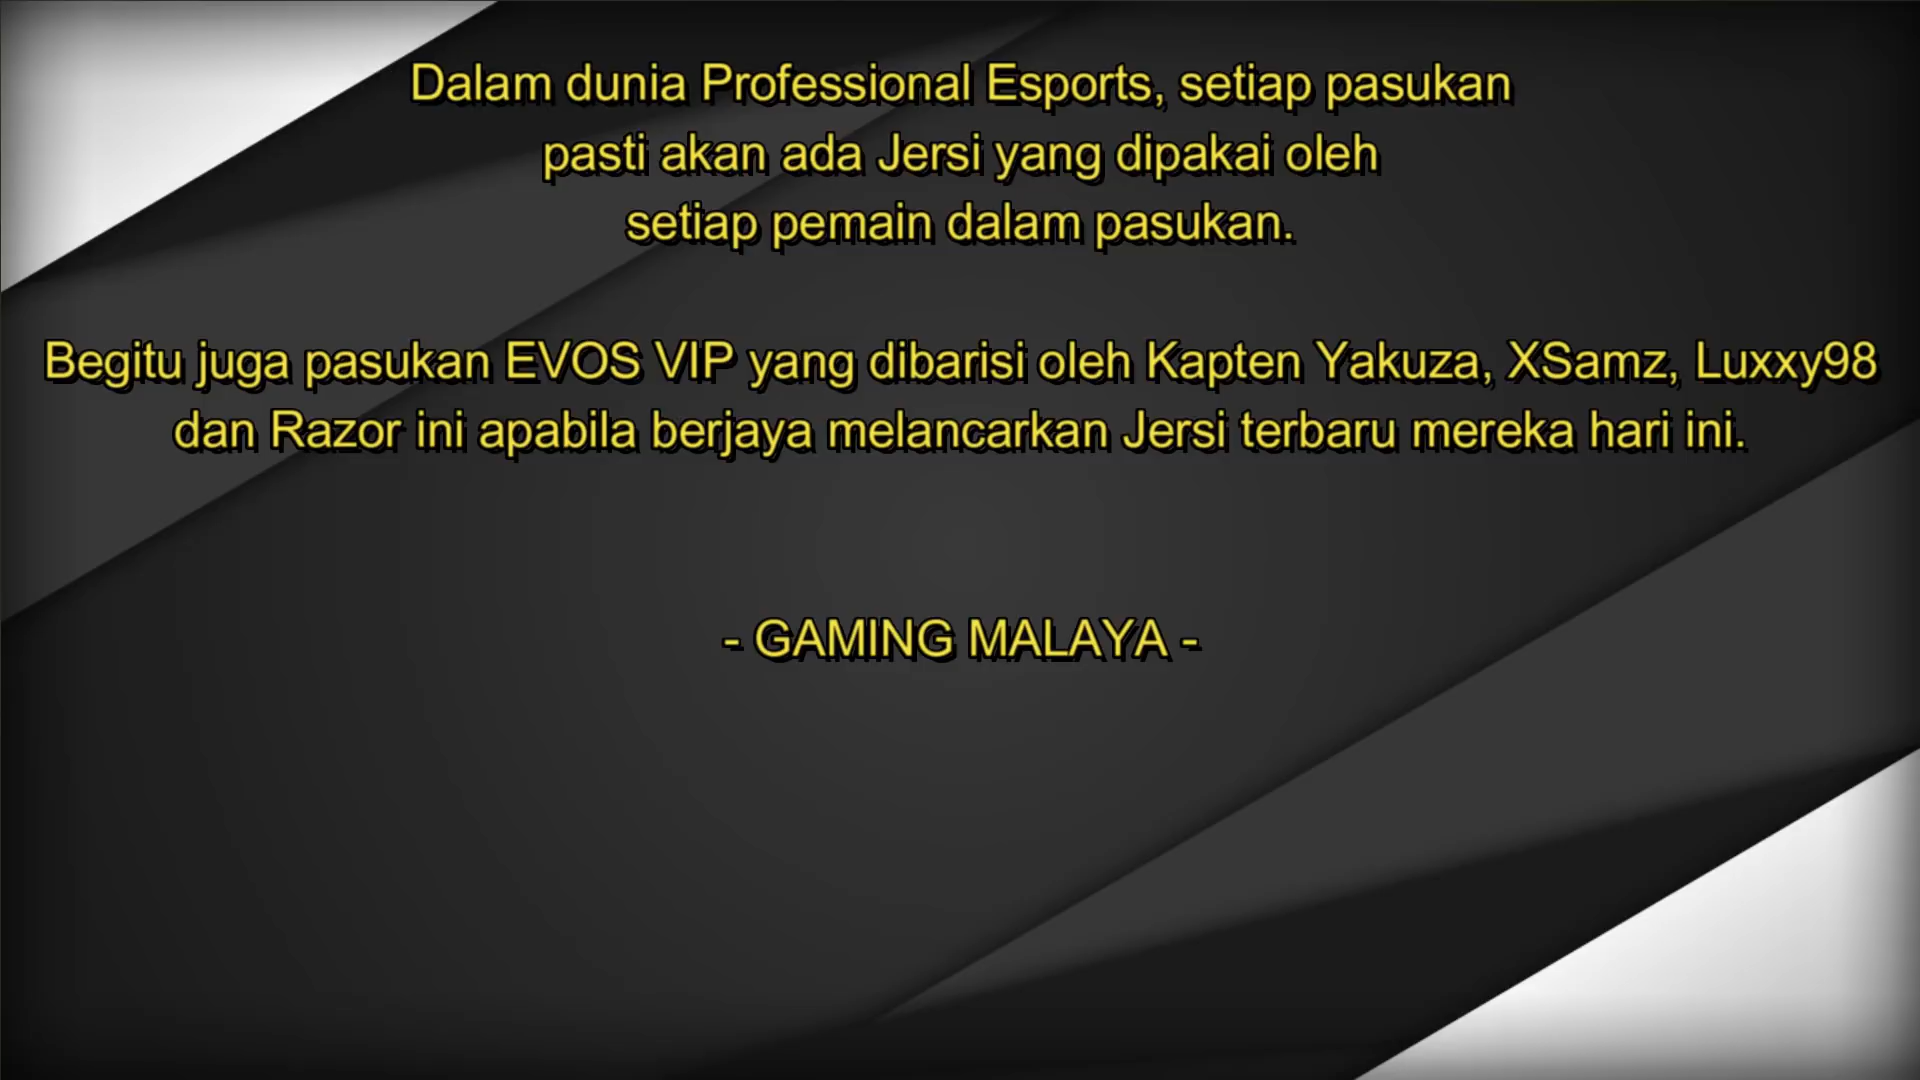 Dalam dunia Professional Esports, setiap pasukan
pasti akan ada Jersi yang dipakai oleh
setiap pemain dalam pasukan.
Begitu juga pasukan EVOS VIP yang dibarisi oleh Kapten Yakuza, XSamz, Luxxy98
dan Razor ini apabila berjaya melancarkan Jersi terbaru mereka hari ini.
- GAMING MALAYA -